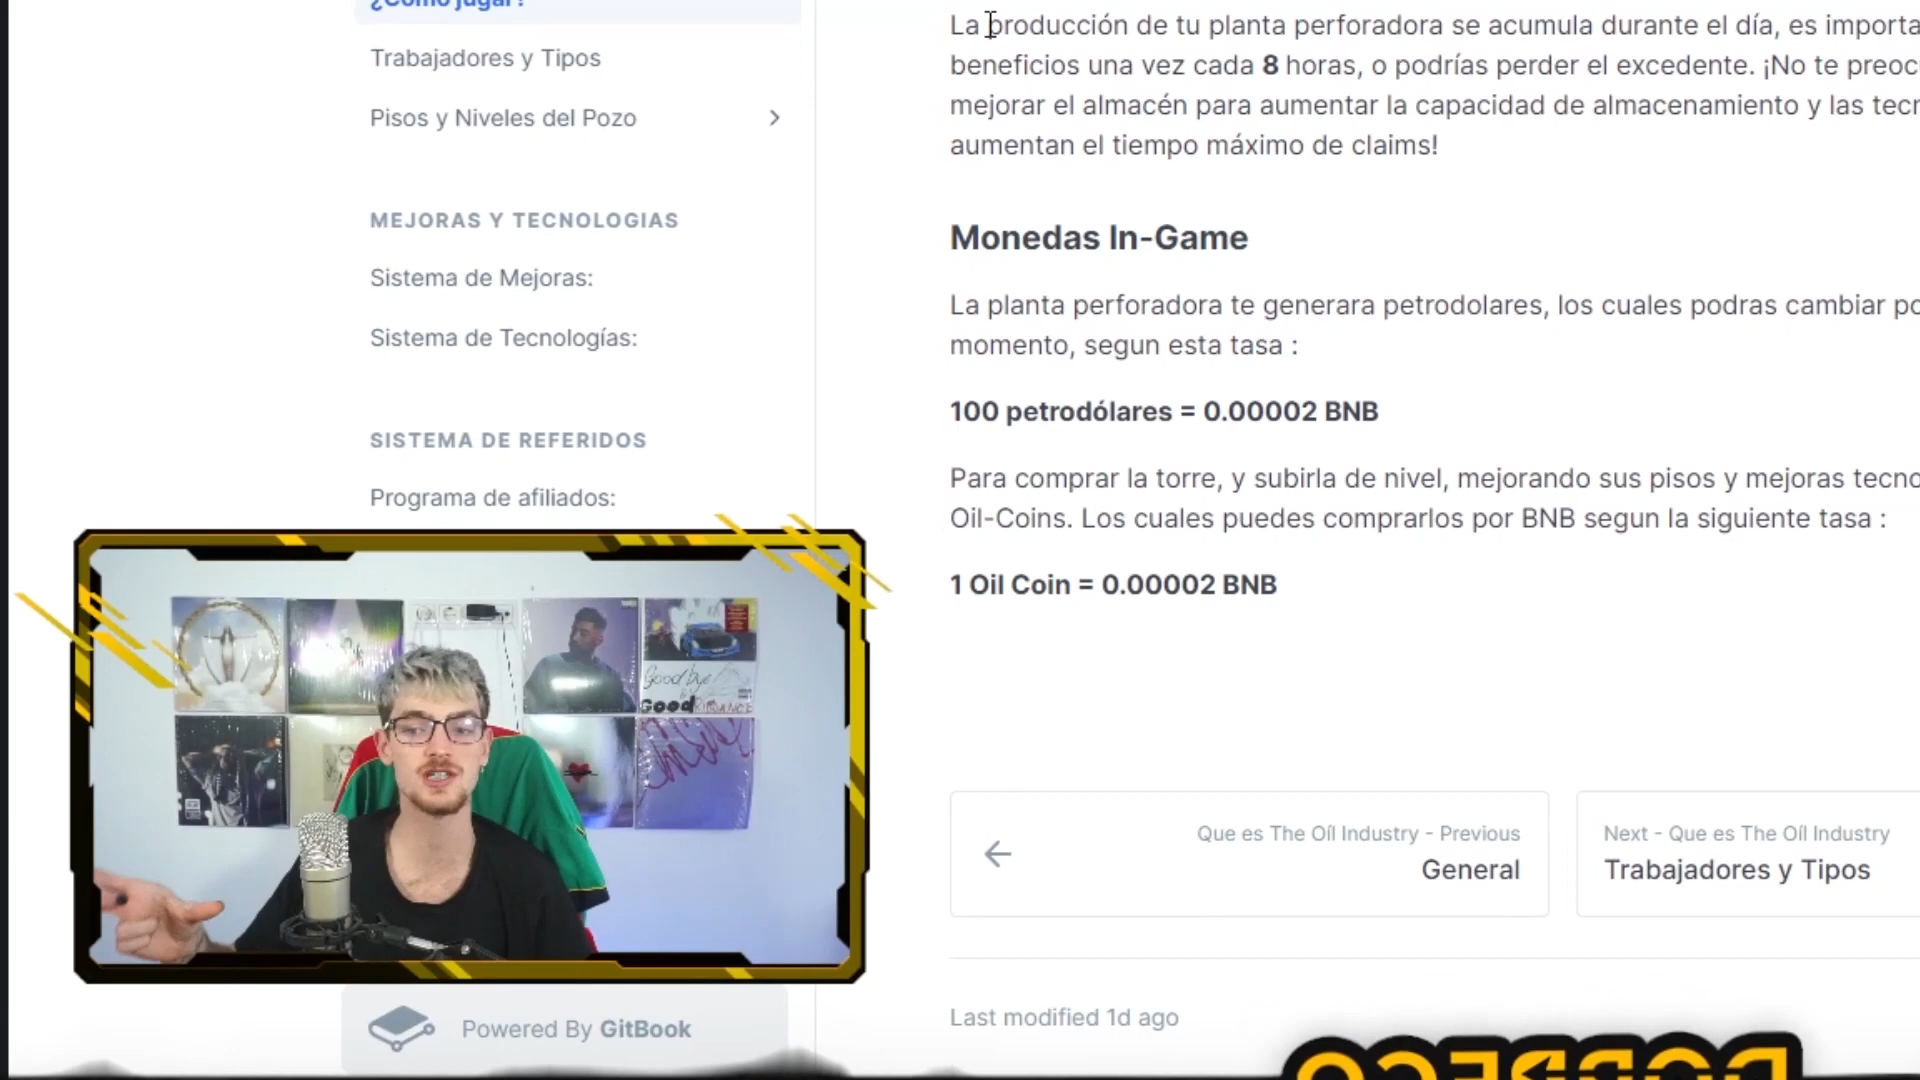 ¿Cómo jugar?
Trabajadores y Tipos
Pisos y Niveles del Pozo
MEJORAS Y TECNOLOGIAS
Sistema de Mejoras:
Sistema de Tecnologías:
SISTEMA DE REFERIDOS
Programa de afiliados:
Powered By GitBook
La producción de tu planta perforadora se acumula durante el día, es importa
beneficios una vez cada 8 horas, o podrías perder el excedente. ¡No te preoc
mejorar el almacén para aumentar la capacidad de almacenamiento y las tecn
aumentan el tiempo máximo de claims!
Monedas In-Game
La planta perforadora te generara petrodolares, los cuales podras cambiar po
momento, segun esta tasa :
100 petrodólares = 0.00002 BNB
Para comprar la torre, y subirla de nivel, mejorando sus pisos y mejoras tecno
Oil-Coins. Los cuales puedes comprarlos por BNB segun la siguiente tasa :
1 Oil Coin = 0.00002 BNB
Que es The Oíl Industry - Previous
General
Next - Que es The Oíl Industry
Trabajadores y Tipos
Last modified 1d ago
Goodbye
Good